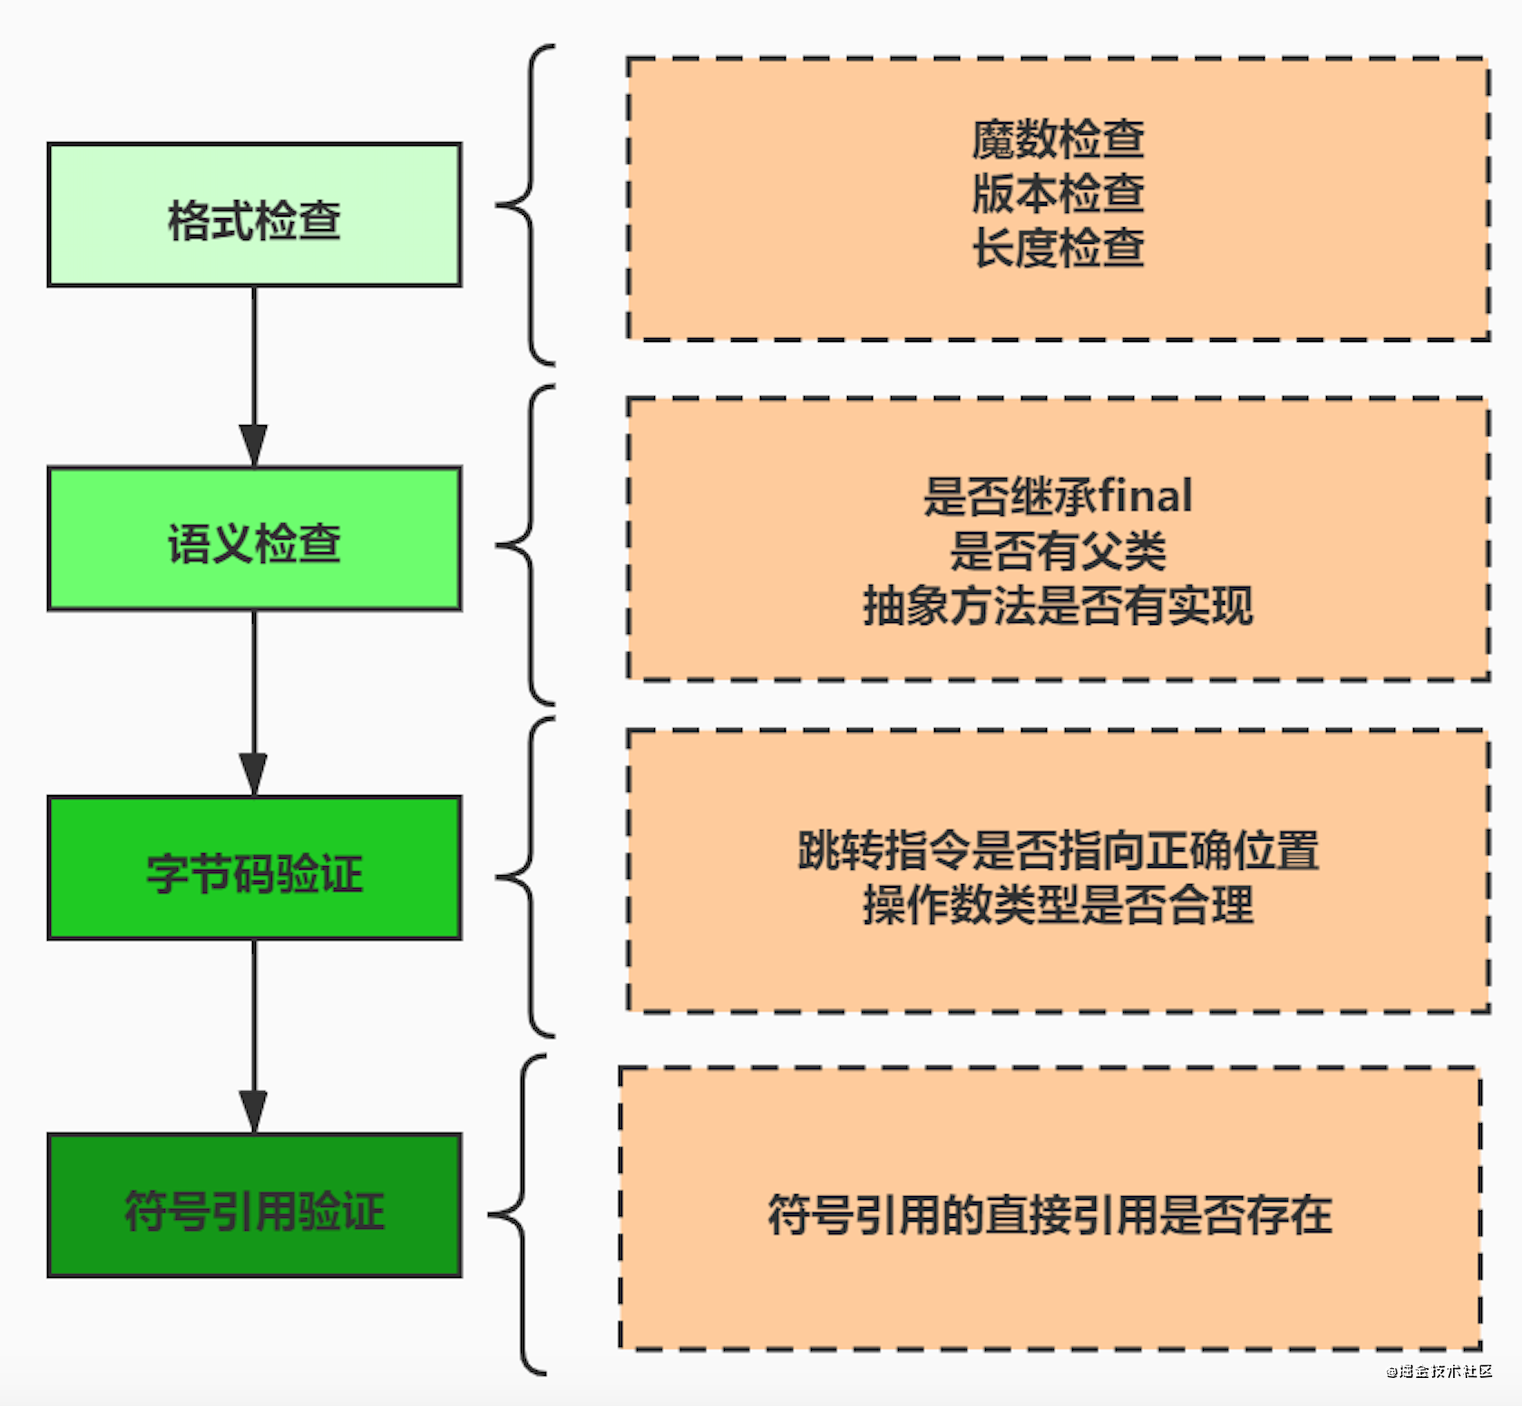 格式检查
魔数检查
版本检查
长度检查
语义检查
是否继承final
是否有父类
抽象方法是否有实现
字节码验证
跳转指令是否指向正确位置
操作数类型是否合理
符号引用验证
符号引用的直接引用是否存在
@掘金技术社区